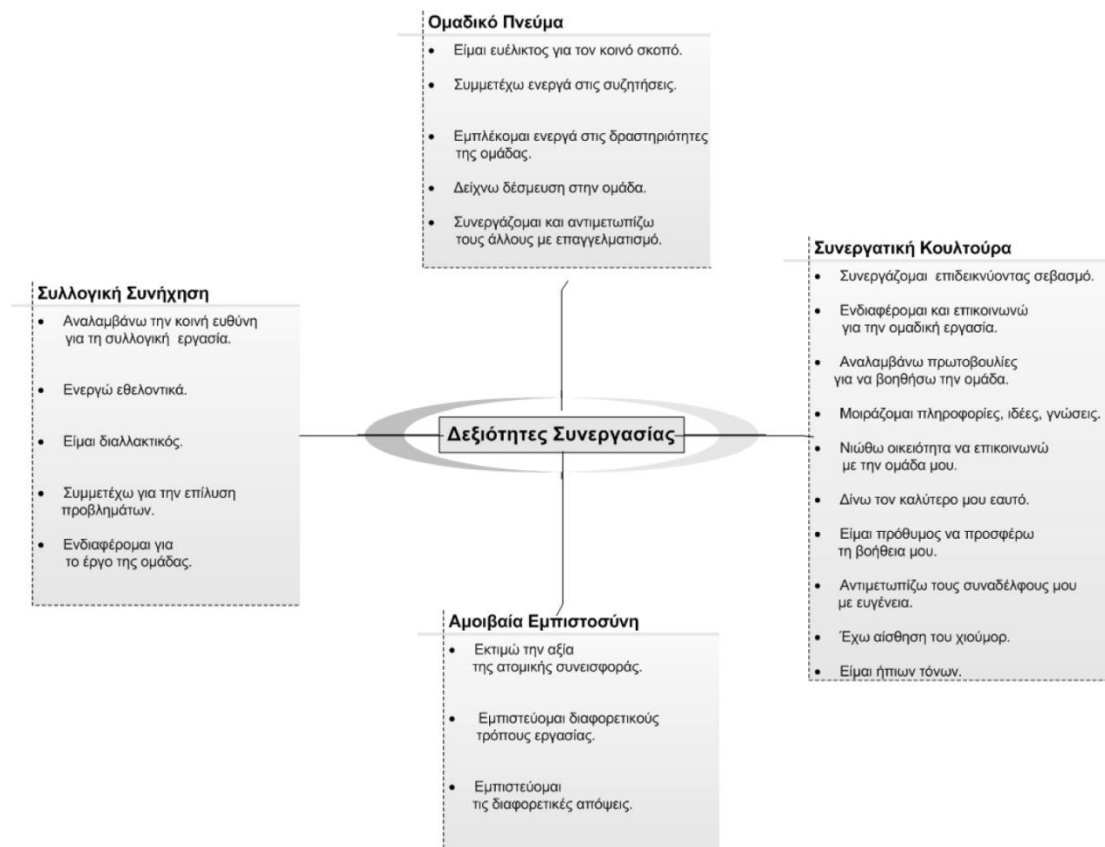 Ομαδικό Πνεύμα
• Είμαι ευέλικτος για τον κοινό σκοπό.
• Συμμετέχω ενεργά στις συζητήσεις.
• Εμπλέκομαι ενεργά στις δραστηριότητες
της ομάδας.
• Δείχνω δέσμευση στην ομάδα.
• Συνεργάζομαι και αντιμετωπίζω
τους άλλους με επαγγελματισμό.
Συλλογική Συνήχηση
• Αναλαμβάνω την κοινή ευθύνη
για τη συλλογική εργασία.
• Ενεργώ εθελοντικά.
• Είμαι διαλλακτικός.
• Συμμετέχω για την επίλυση
προβλημάτων.
• Ενδιαφέρομαι για
το έργο της ομάδας.
Δεξιότητες Συνεργασίας
Συνεργατική Κουλτούρα
• Συνεργάζομαι επιδεικνύοντας σεβασμό.
• Ενδιαφέρομαι και επικοινωνώ
για την ομαδική εργασία.
• Αναλαμβάνω πρωτοβουλίες
για να βοηθήσω την ομάδα.
• Μοιράζομαι πληροφορίες, ιδέες, γνώσεις.
• Νιώθω οικειότητα να επικοινωνώ
με την ομάδα μου.
• Δίνω τον καλύτερο μου εαυτό.
• Είμαι πρόθυμος να προσφέρω
τη βοήθεια μου.
• Αντιμετωπίζω τους συναδέλφους μου
με ευγένεια.
• Έχω αίσθηση του χιούμορ.
• Είμαι ήπιων τόνων.
Αμοιβαία Εμπιστοσύνη
• Εκτιμώ την αξία
της ατομικής συνεισφοράς.
• Εμπιστεύομαι διαφορετικούς
τρόπους εργασίας.
• Εμπιστεύομαι
τις διαφορετικές απόψεις.